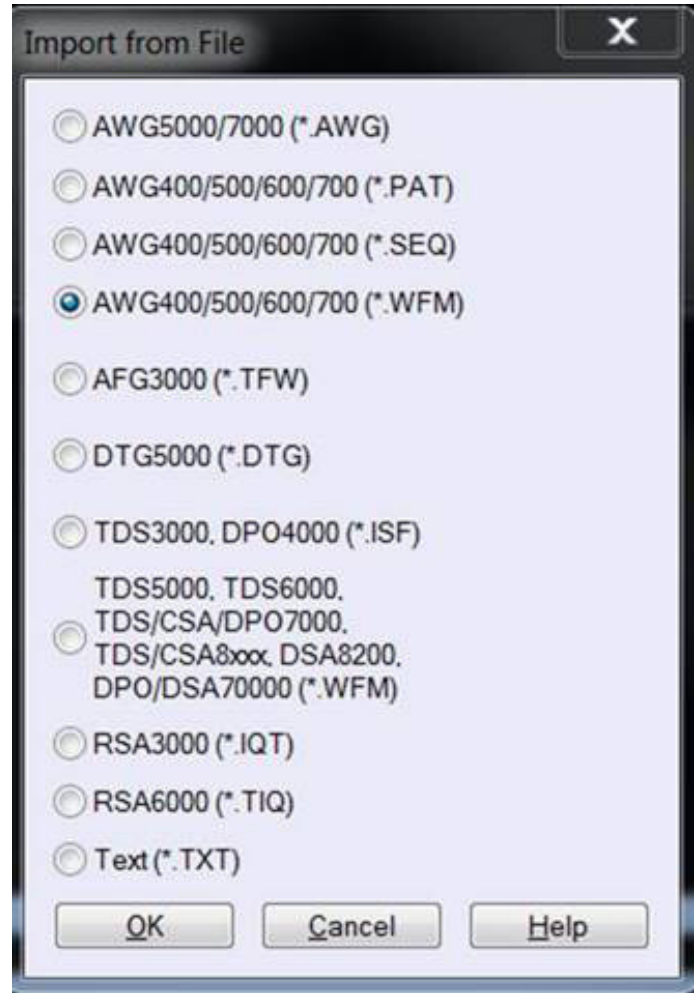 Import from File
X
AWG5000/7000 (*.AWG)
AWG400/500/600/700 (*.PAT)
AWG400/500/600/700 (*.SEQ)
AWG400/500/600/700 (*.WFM)
AFG3000 (*.TFW)
DTG5000 (*.DTG)
TDS3000, DPO4000 (*.ISF)
TDS5000, TDS6000,
TDS/CSA/DPO7000,
TDS/CSA8xxx, DSA8200,
DPO/DSA70000 (*.WFM)
RSA3000 (*.IQT)
RSA6000 (*.TIQ)
Text (*.TXT)
OK Cancel Help